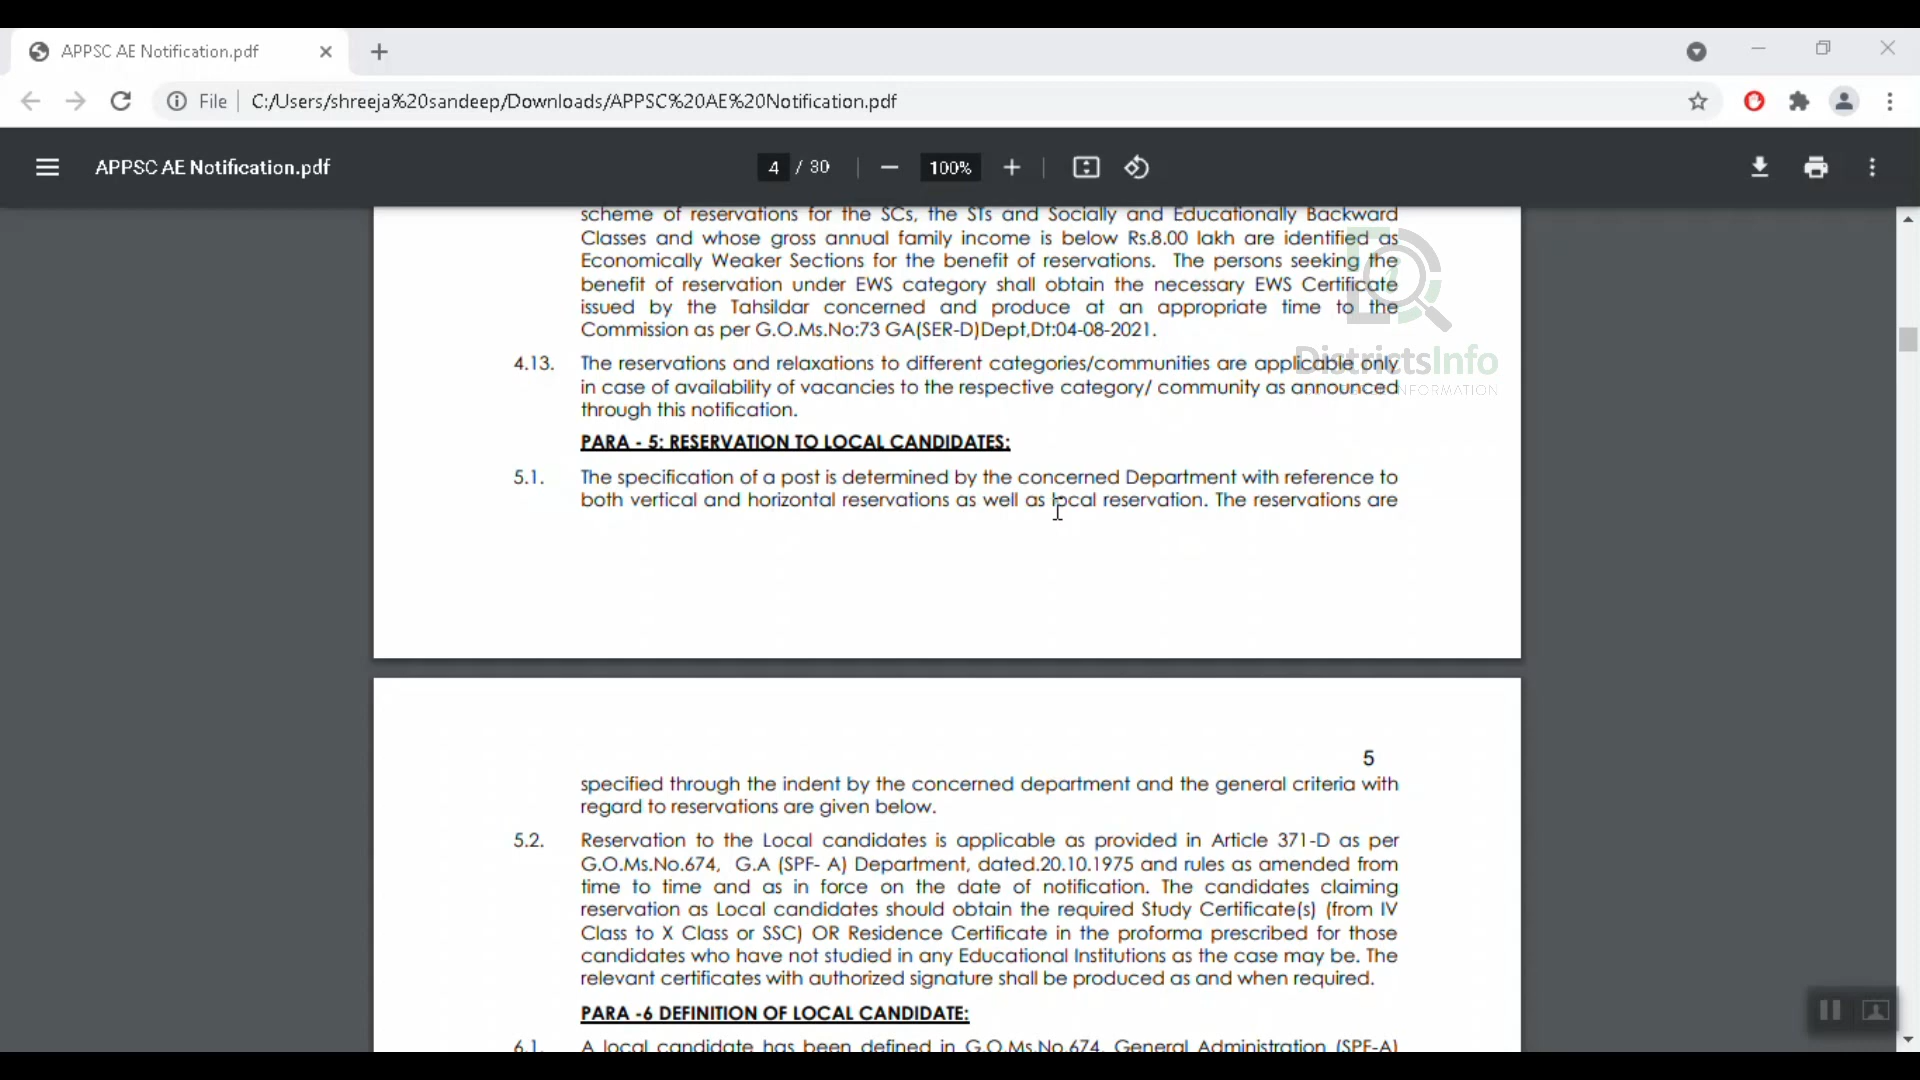 APPSC AE Notification.pdf
File C:/Users/shreeja%20sandeep/Downloads/APPSC%20AE%20Notification.pdf
APPSC AE Notification.pdf
4 / 30
100%
scheme of reservations for the SCs, the STs and Socially and Educationally Backward
Classes and whose gross annual family income is below Rs.8.00 lakh are identified as
Economically Weaker Sections for the benefit of reservations. The persons seeking the
benefit of reservation under EWS category shall obtain the necessary EWS Certificate
issued by the Tahsildar concerned and produce at an appropriate time to the
Commission as per G.O.Ms.No:73 GA(SER-D)Dept,Dt:04-08-2021.
DistrictsInfo
4.13. The reservations and relaxations to different categories/communities are applicable only
in case of availability of vacancies to the respective category/ community as announced
through this notification.
PARA - 5: RESERVATION TO LOCAL CANDIDATES:
5.1. The specification of a post is determined by the concerned Department with reference to
both vertical and horizontal reservations as well as local reservation. The reservations are
5
specified through the indent by the concerned department and the general criteria with
regard to reservations are given below.
5.2. Reservation to the Local candidates is applicable as provided in Article 371-D as per
G.O.Ms.No.674, G.A (SPF- A) Department, dated.20.10.1975 and rules as amended from
time to time and as in force on the date of notification. The candidates claiming
reservation as Local candidates should obtain the required Study Certificate(s) (from IV
Class to X Class or SSC) OR Residence Certificate in the proforma prescribed for those
candidates who have not studied in any Educational Institutions as the case may be. The
relevant certificates with authorized signature shall be produced as and when required.
PARA -6 DEFINITION OF LOCAL CANDIDATE:
6.1. A local candidate has been defined in G.O.Ms.No.674, General Administration (SPF-A)